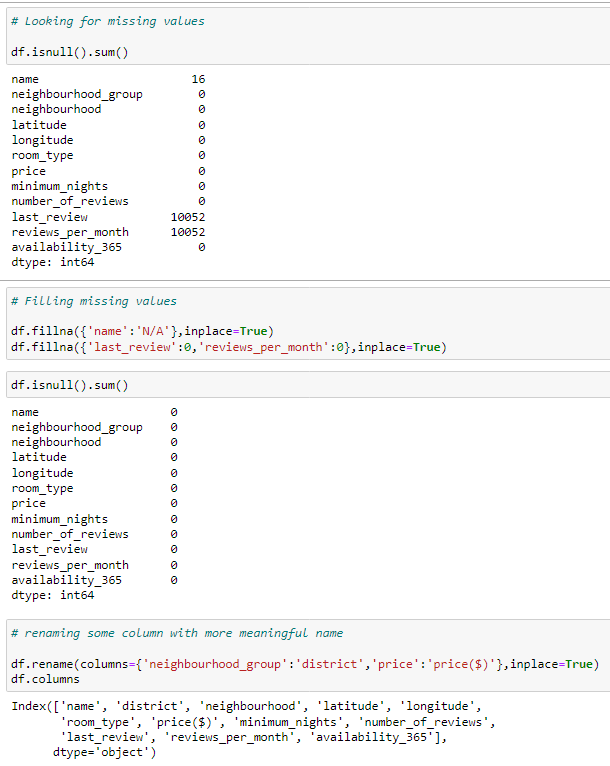 # Looking for missing values
df.isnull().sum()
name 16
neighbourhood_group 0
neighbourhood 0
latitude 0
longitude 0
room_type 0
price 0
minimum_nights 0
number_of_reviews 0
last_review 10052
reviews_per_month 10052
availability_365 0
dtype: int64
# Filling missing values
df.fillna({'name':'N/A'},inplace=True)
df.fillna({'last_review':0,'reviews_per_month':0},inplace=True)
df.isnull().sum()
name 0
neighbourhood_group 0
neighbourhood 0
latitude 0
longitude 0
room_type 0
price 0
minimum_nights 0
number_of_reviews 0
last_review 0
reviews_per_month 0
availability_365 0
dtype: int64
# renaming some column with more meaningful name
df.rename(columns={'neighbourhood_group':'district','price':'price($)'},inplace=True)
df.columns
Index(['name', 'district', 'neighbourhood', 'latitude', 'longitude',
'room_type', 'price($)', 'minimum_nights', 'number_of_reviews',
'last_review', 'reviews_per_month', 'availability_365'],
dtype='object')